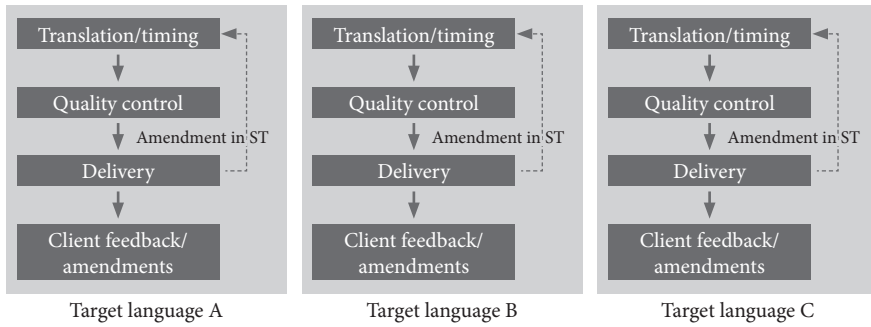 Translation/timing
Quality control
Amendment in ST
Delivery
Client feedback/
amendments
Target language A
Translation/timing
Quality control
Amendment in ST
Delivery
Client feedback/
amendments
Target language B
Translation/timing
Quality control
Amendment in ST
Delivery
Client feedback/
amendments
Target language C